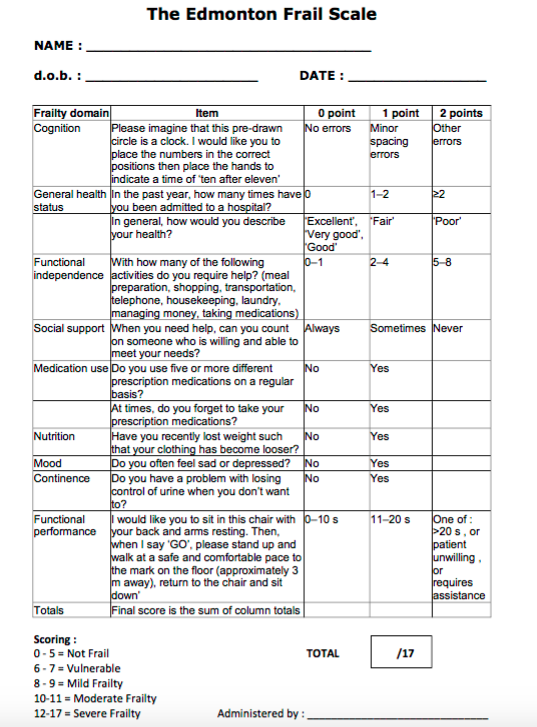 The Edmonton Frail Scale
NAME :
d.o.b. :
DATE :
Frailty domain Item 0 point 1 point 2 points
Cognition Please imagine that this pre-drawn No errors Minor Other
circle is a clock. I would like you to spacing errors
place the numbers in the correct errors
positions then place the hands to
indicate a time of 'ten after eleven'
General health In the past year, how many times have 0 1–2 ≥2
status you been admitted to a hospital?
In general, how would you describe 'Excellent', 'Fair' 'Poor'
your health? 'Very good',
'Good'
Functional With how many of the following 0–1 2–4 5–8
independence activities do you require help? (meal
preparation, shopping, transportation,
telephone, housekeeping, laundry,
managing money, taking medications)
Social support When you need help, can you count Always Sometimes Never
on someone who is willing and able to
meet your needs?
Medication use Do you use five or more different No Yes
prescription medications on a regular
basis?
At times, do you forget to take your No Yes
prescription medications?
Nutrition Have you recently lost weight such No Yes
that your clothing has become looser?
Mood Do you often feel sad or depressed? No Yes
Continence Do you have a problem with losing No Yes
control of urine when you don't want
to?
Functional I would like you to sit in this chair with 0–10 s 11–20 s One of :
performance your back and arms resting. Then, >20 s , or
when I say 'GO', please stand up and patient
walk at a safe and comfortable pace to unwilling ,
the mark on the floor (approximately 3 or
m away), return to the chair and sit requires
down' assistance
Totals Final score is the sum of column totals
Scoring :
0 - 5 = Not Frail
TOTAL /17
6 - 7 = Vulnerable
8 - 9 = Mild Frailty
10-11 = Moderate Frailty
12-17 = Severe Frailty
Administered by :